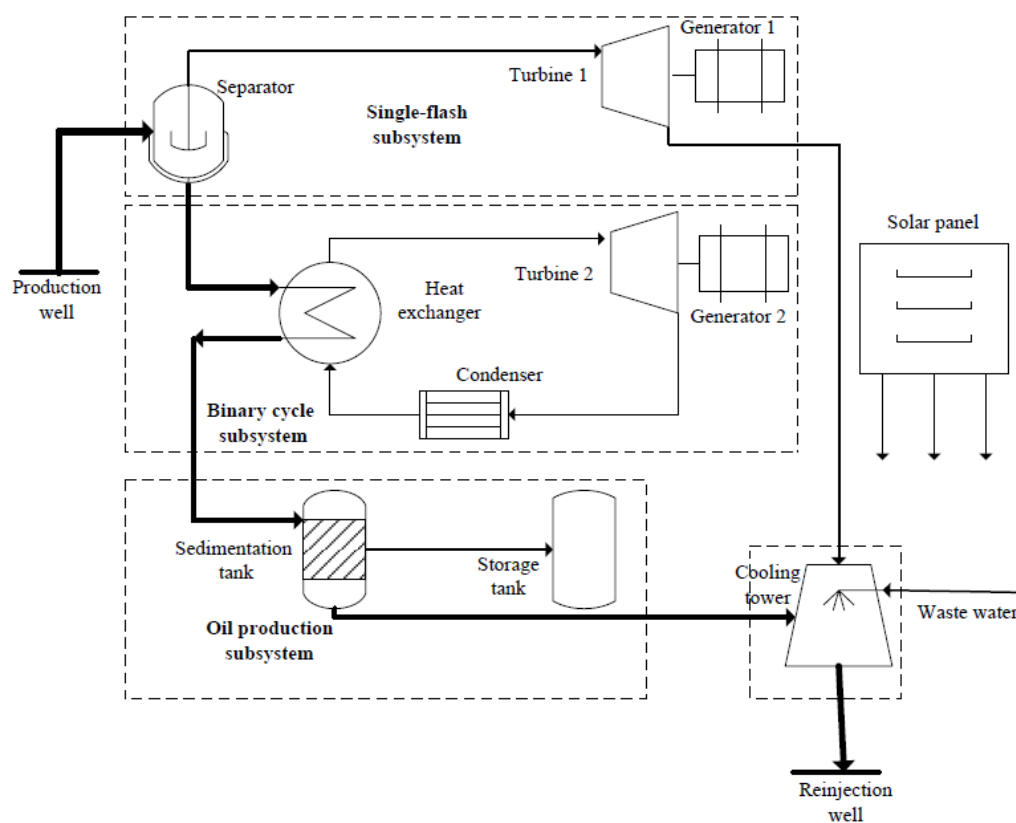 Generator 1
Turbine 1
Separator
Single-flash
subsystem
Solar panel
Production
well
Heat
exchanger
Turbine 2
Generator 2
Condenser
Binary cycle
subsystem
Sedimentation
tank
Storage
tank
Cooling
tower
Waste water
Oil production
subsystem
Reinjection
well